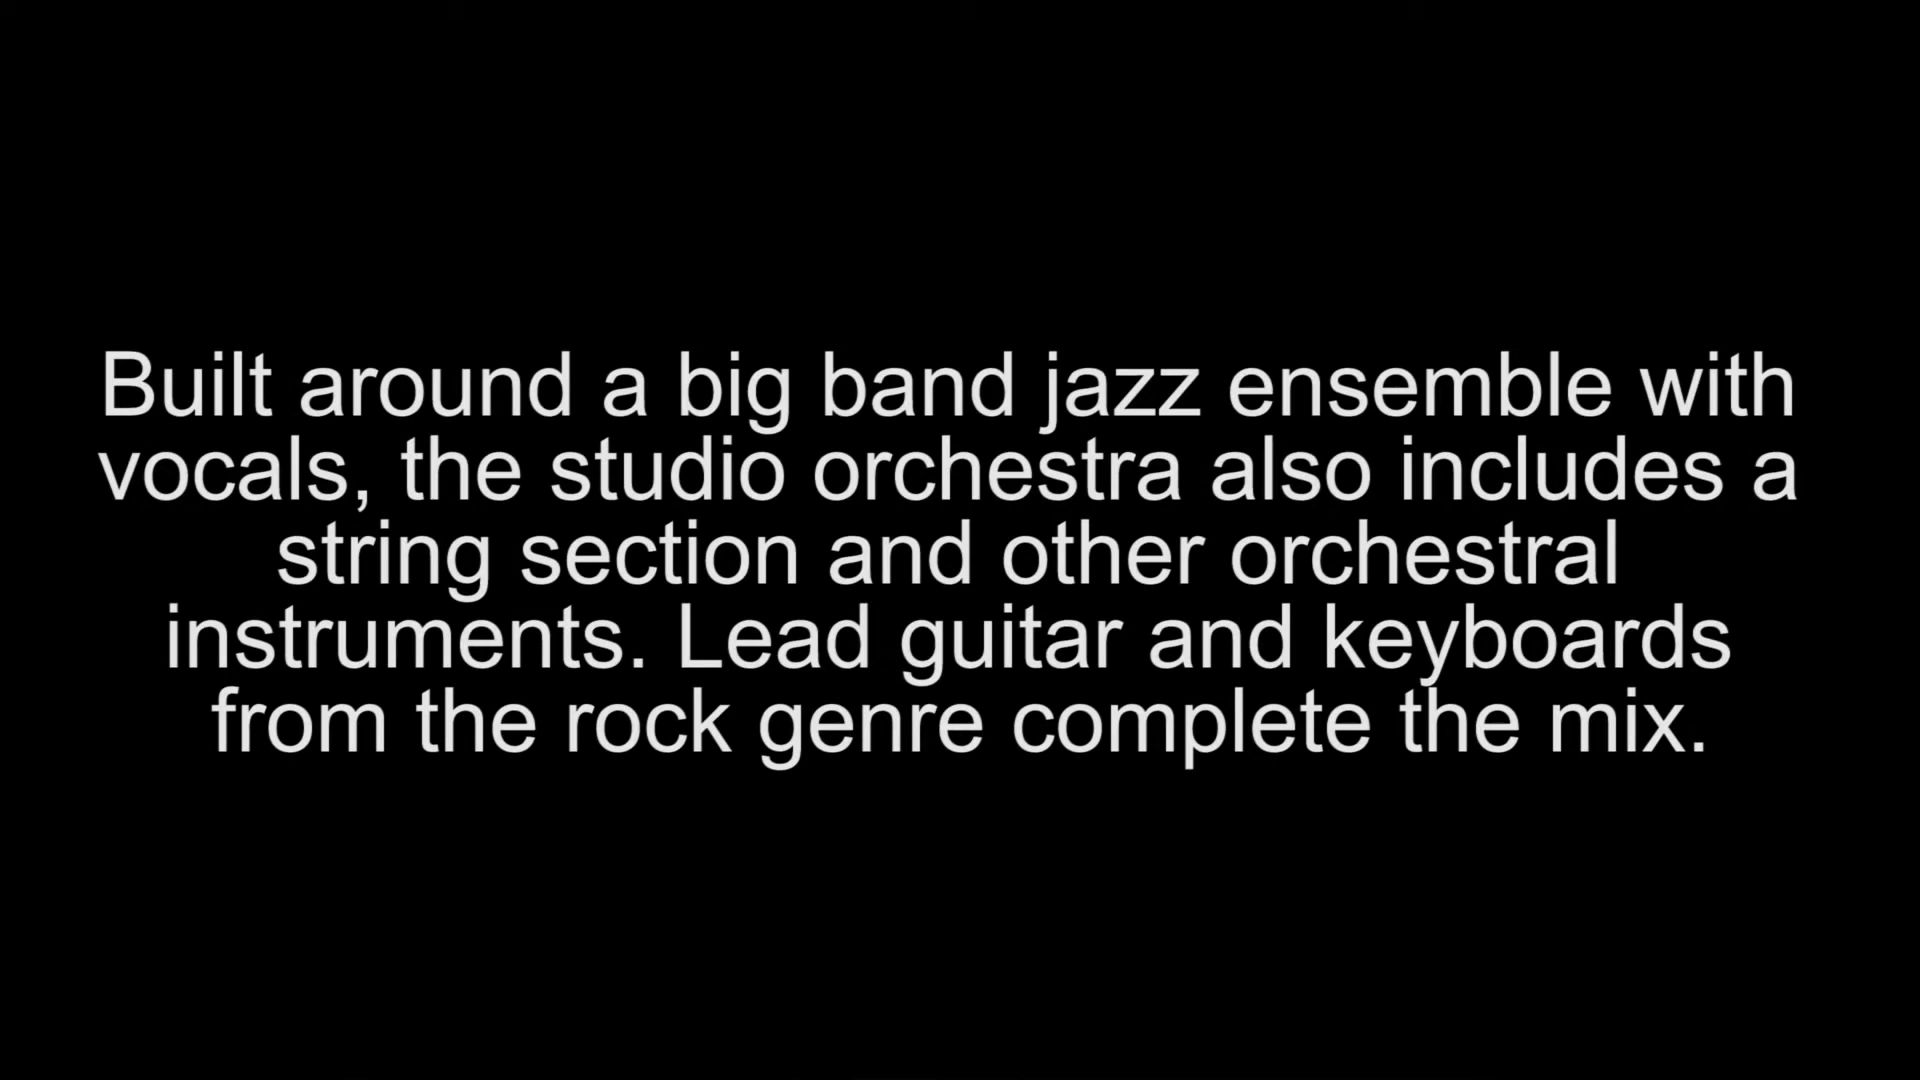 Built around a big band jazz ensemble with
vocals, the studio orchestra also includes a
string section and other orchestral
instruments. Lead guitar and keyboards
from the rock genre complete the mix.